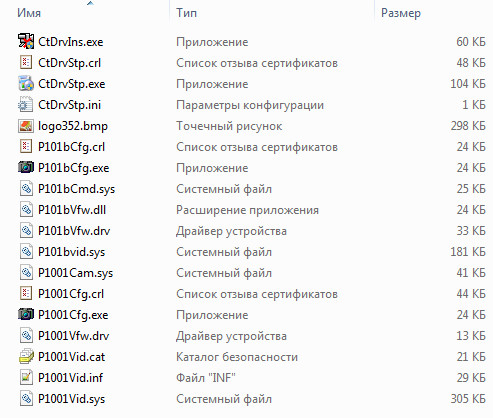 Имя Тип Размер
CtDrvIns.exe Приложение 60 КБ
CtDrvStp.crl Список отзыва сертификатов 48 КБ
CtDrvStp.exe Приложение 104 КБ
CtDrvStp.ini Параметры конфигурации 1 КБ
logo352.bmp Точечный рисунок 298 КБ
P101bCfg.crl Список отзыва сертификатов 24 КБ
P101bCfg.exe Приложение 24 КБ
P101bCmd.sys Системный файл 25 КБ
P101bVfw.dll Расширение приложения 24 КБ
P101bVfw.drv Драйвер устройства 33 КБ
P101bvid.sys Системный файл 181 КБ
P1001Cam.sys Системный файл 41 КБ
P1001Cfg.crl Список отзыва сертификатов 44 КБ
P1001Cfg.exe Приложение 24 КБ
P1001Vfw.drv Драйвер устройства 13 КБ
P1001Vid.cat Каталог безопасности 21 КБ
P1001Vid.inf Файл "INF" 29 КБ
P1001Vid.sys Системный файл 305 КБ